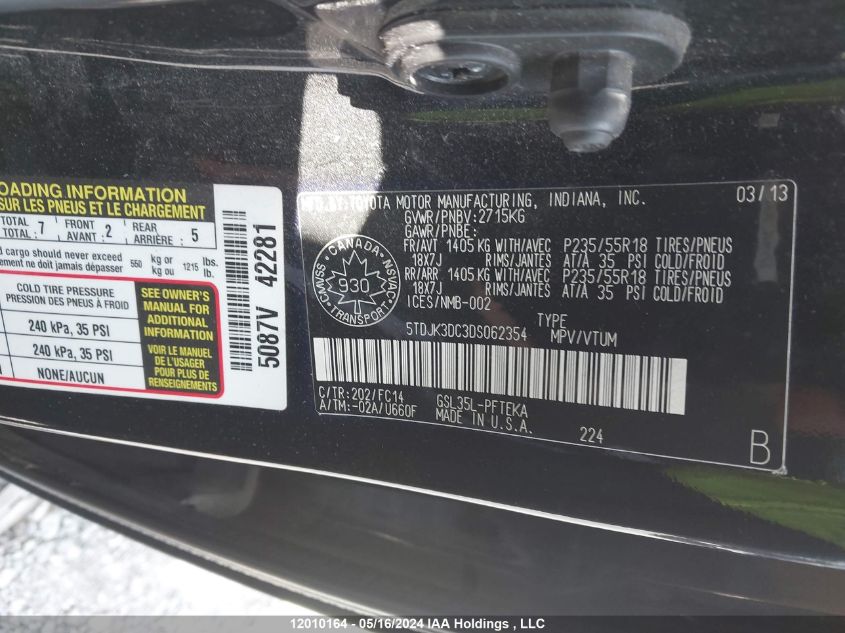 OADING INFORMATION
SUR LES PNEUS ET LE CHARGEMENT
TOTAL: 7 FRONT AVANT: 2 REAR ARRIÈRE: 5
d cargo should never exceed
ement ne doit jamais dépasser 550 kg or kg ou 1215 lbs. lb.
COLD TIRE PRESSURE
PRESSION DES PNEUS À FROID
240 kPa, 35 PSI
240 kPa, 35 PSI
NONE/AUCUN
SEE OWNER'S
MANUAL FOR
ADDITIONAL
INFORMATION
VOIR LE MANUEL
DE L'USAGER
POUR PLUS DE
RENSEIGNEMENTS
5087V 42281
MFD.BY:TOYOTA MOTOR MANUFACTURING, INDIANA, INC. 03/13
GVWR/PNBV:2715KG
GAWR/PNBE:
FR/AVT 1405KG WITH/AVEC P235/55R18 TIRES/PNEUS
18X7J RIMS/JANTES AT/A 35 PSI COLD/FROID
RR/ARR 1405KG WITH/AVEC P235/55R18 TIRES/PNEUS
18X7J RIMS/JANTES AT/A 35 PSI COLD/FROID
ICES/NMB-002
CANADA
CMVSS
930
NSVAC
TRANSPORT
TYPE
5TDJK3DC3DS062354 MPV/VTUM
C/TR:202/FC14 GSL35L-PFTEKA
A/TM:-02A/U660F MADE IN U.S.A.
224
B
12010164 - 05/16/2024 IAA Holdings , LLC